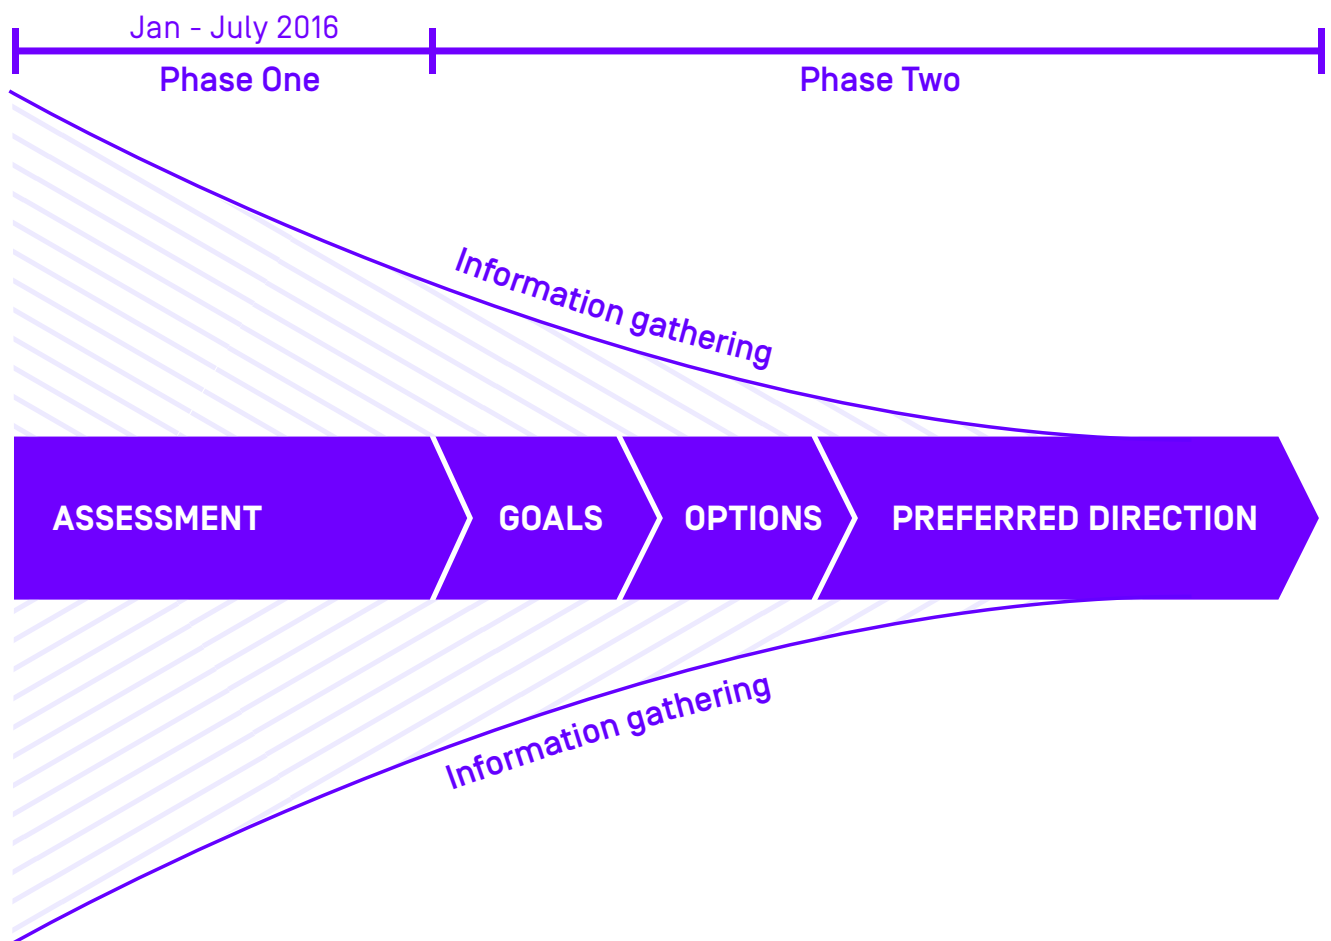 Jan - July 2016
Phase One
Phase Two
Information gathering
ASSESSMENT
GOALS
OPTIONS
PREFERRED DIRECTION
Information gathering